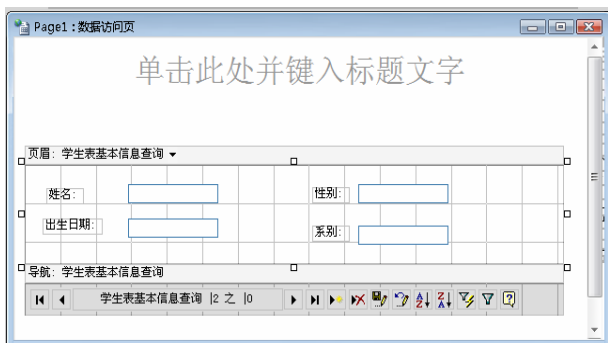 Page1:数据访问页
单击此处并键入标题文字
页眉: 学生表基本信息查询
姓名: 性别:
出生日期: 系别:
导航: 学生表基本信息查询
学生表基本信息查询 |2 之 |0